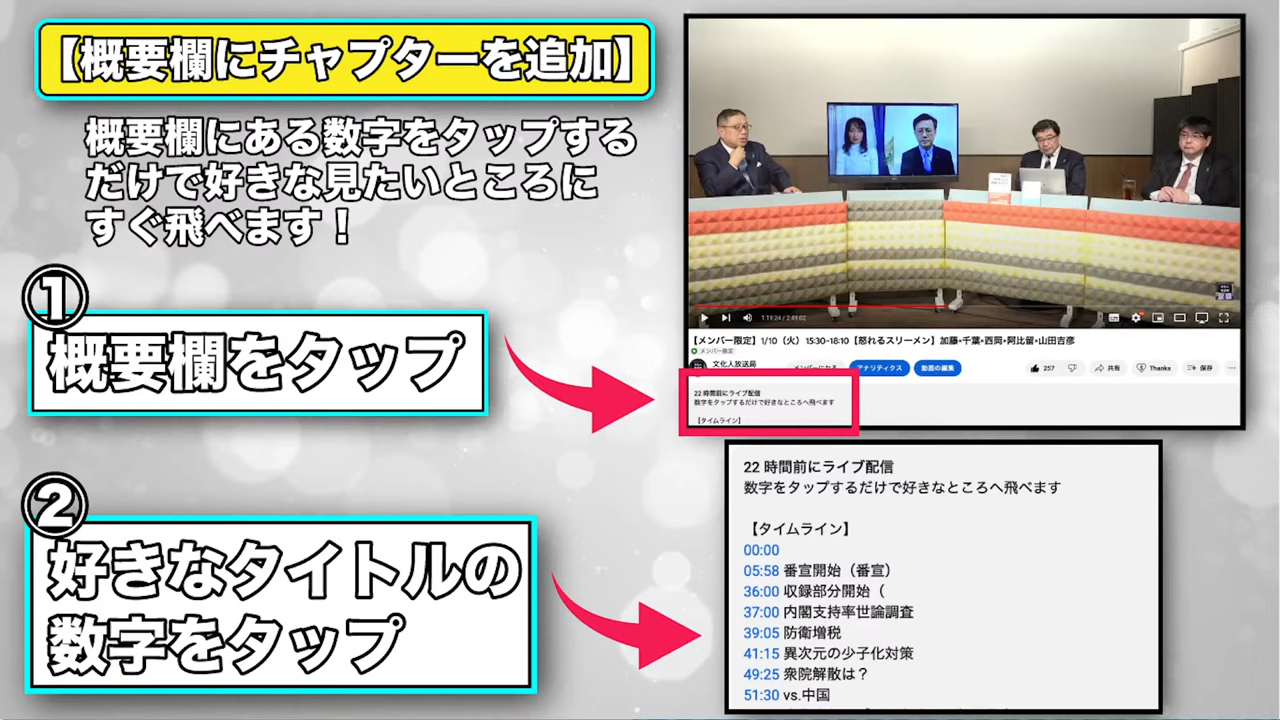 【概要欄にチャプターを追加】
概要欄にある数字をタップする
だけで好きな見たいところに
すぐ飛べます！
①
概要欄をタップ
②
好きなタイトルの
数字をタップ
1:19:24 / 2:49:02
【メンバー限定】1/10（火） 15:30-18:10【怒れるスリーメン】加藤・千葉・西岡・阿比留・山田吉彦
メンバー限定
文化人放送局
アナリティクス
動画の編集
257
共有
Thanks
保存
22 時間前にライブ配信
数字をタップするだけで好きなところへ飛べます
【タイムライン】
22 時間前にライブ配信
数字をタップするだけで好きなところへ飛べます
【タイムライン】
00:00
05:58 番宣開始（番宣）
36:00 収録部分開始（
37:00 内閣支持率世論調査
39:05 防衛増税
41:15 異次元の少子化対策
49:25 衆院解散は？
51:30 vs.中国